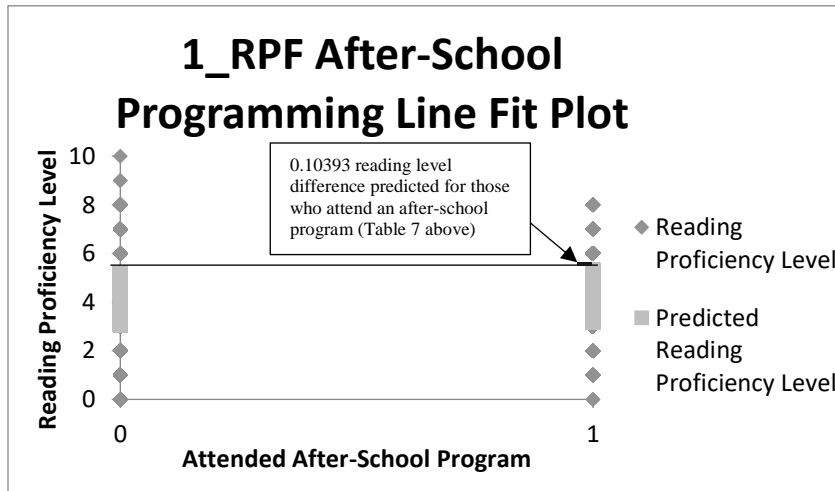 1_RPF After-School
Programming Line Fit Plot
0.10393 reading level
difference predicted for those
who attend an after-school
program (Table 7 above)
Reading Proficiency Level
10
8
6
4
2
0
0
1
Attended After-School Program
Reading
Proficiency Level
Predicted
Reading
Proficiency Level